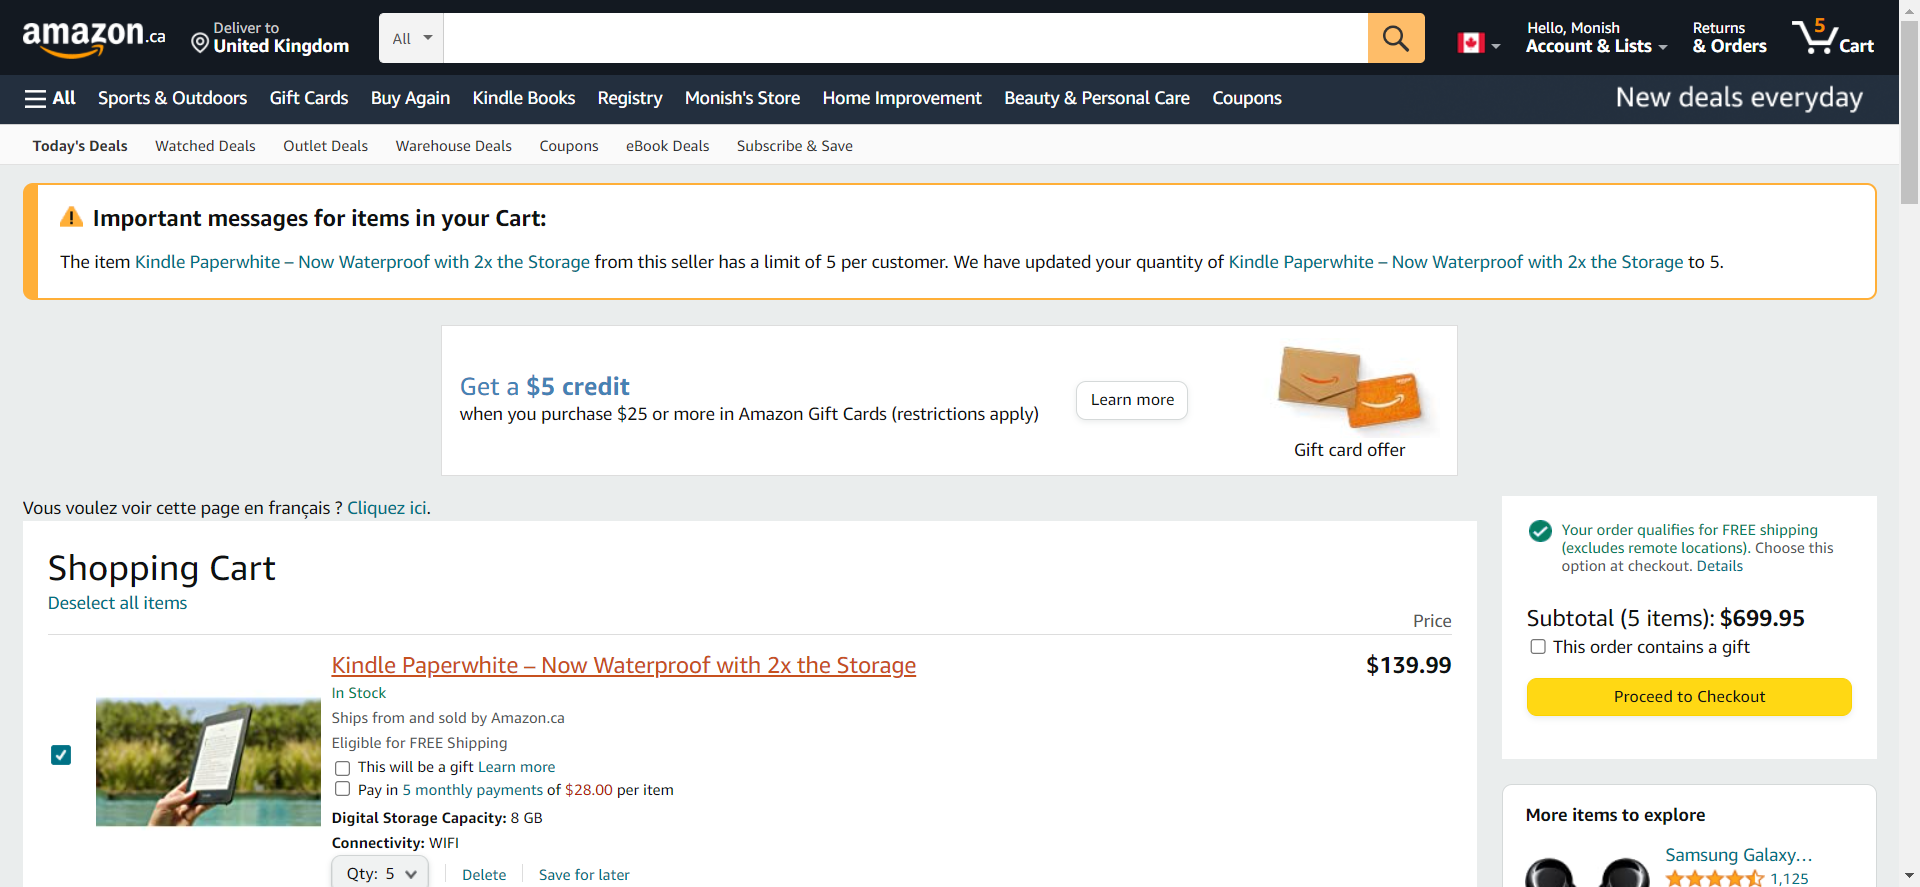 amazon.ca
Deliver to
United Kingdom
All
Hello, Monish
Account & Lists
Returns
& Orders
5
Cart
All
Sports & Outdoors
Gift Cards
Buy Again
Kindle Books
Registry
Monish's Store
Home Improvement
Beauty & Personal Care
Coupons
New deals everyday
Today's Deals
Watched Deals
Outlet Deals
Warehouse Deals
Coupons
eBook Deals
Subscribe & Save
Important messages for items in your Cart:
The item Kindle Paperwhite – Now Waterproof with 2x the Storage from this seller has a limit of 5 per customer. We have updated your quantity of Kindle Paperwhite – Now Waterproof with 2x the Storage to 5.
Get a $5 credit
when you purchase $25 or more in Amazon Gift Cards (restrictions apply)
Learn more
Gift card offer
Vous voulez voir cette page en français ? Cliquez ici.
Shopping Cart
Deselect all items
Price
Kindle Paperwhite – Now Waterproof with 2x the Storage
$139.99
In Stock
Ships from and sold by Amazon.ca
Eligible for FREE Shipping
This will be a gift Learn more
Pay in 5 monthly payments of $28.00 per item
Digital Storage Capacity: 8 GB
Connectivity: WIFI
Qty: 5
Delete
Save for later
Your order qualifies for FREE shipping
(excludes remote locations). Choose this
option at checkout. Details
Subtotal (5 items): $699.95
This order contains a gift
Proceed to Checkout
More items to explore
Samsung Galaxy…
1,125